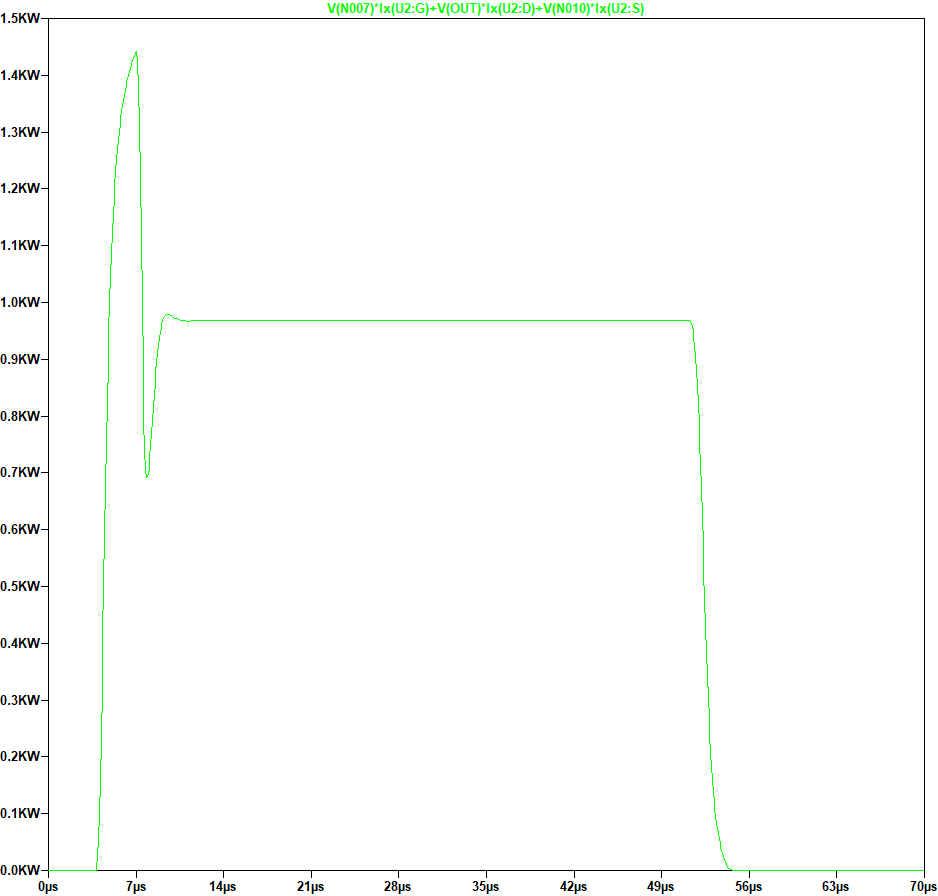 V(N007)*Ix(U2:G)+V(OUT)*Ix(U2:D)+V(N010)*Ix(U2:S)
1.5KW
1.4KW
1.3KW
1.2KW
1.1KW
1.0KW
0.9KW
0.8KW
0.7KW
0.6KW
0.5KW
0.4KW
0.3KW
0.2KW
0.1KW
0.0KW
0µs 7µs 14µs 21µs 28µs 35µs 42µs 49µs 56µs 63µs 70µs